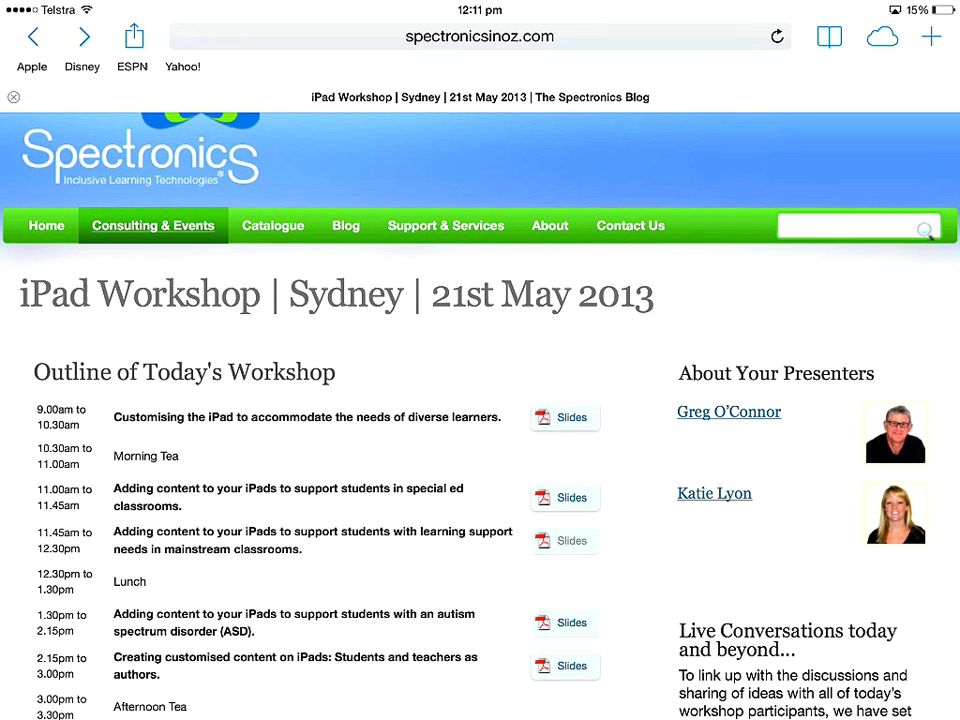 Telstra 12:11 pm 15%
spectronicsinoz.com
Apple Disney ESPN Yahoo!
iPad Workshop | Sydney | 21st May 2013 | The Spectronics Blog
Spectronics®
Inclusive Learning Technologies
Home Consulting & Events Catalogue Blog Support & Services About Contact Us
iPad Workshop | Sydney | 21st May 2013
Outline of Today's Workshop
9.00am to
10.30am
Customising the iPad to accommodate the needs of diverse learners.
Slides
10.30am to
11.00am
Morning Tea
11.00am to
11.45am
Adding content to your iPads to support students in special ed
classrooms.
Slides
11.45am to
12.30pm
Adding content to your iPads to support students with learning support
needs in mainstream classrooms.
Slides
12.30pm to
1.30pm
Lunch
1.30pm to
2.15pm
Adding content to your iPads to support students with an autism
spectrum disorder (ASD).
Slides
2.15pm to
3.00pm
Creating customised content on iPads: Students and teachers as
authors.
Slides
3.00pm to
3.30pm
Afternoon Tea
About Your Presenters
Greg O'Connor
Katie Lyon
Live Conversations today
and beyond...
To link up with the discussions and
sharing of ideas with all of today's
workshop participants, we have set